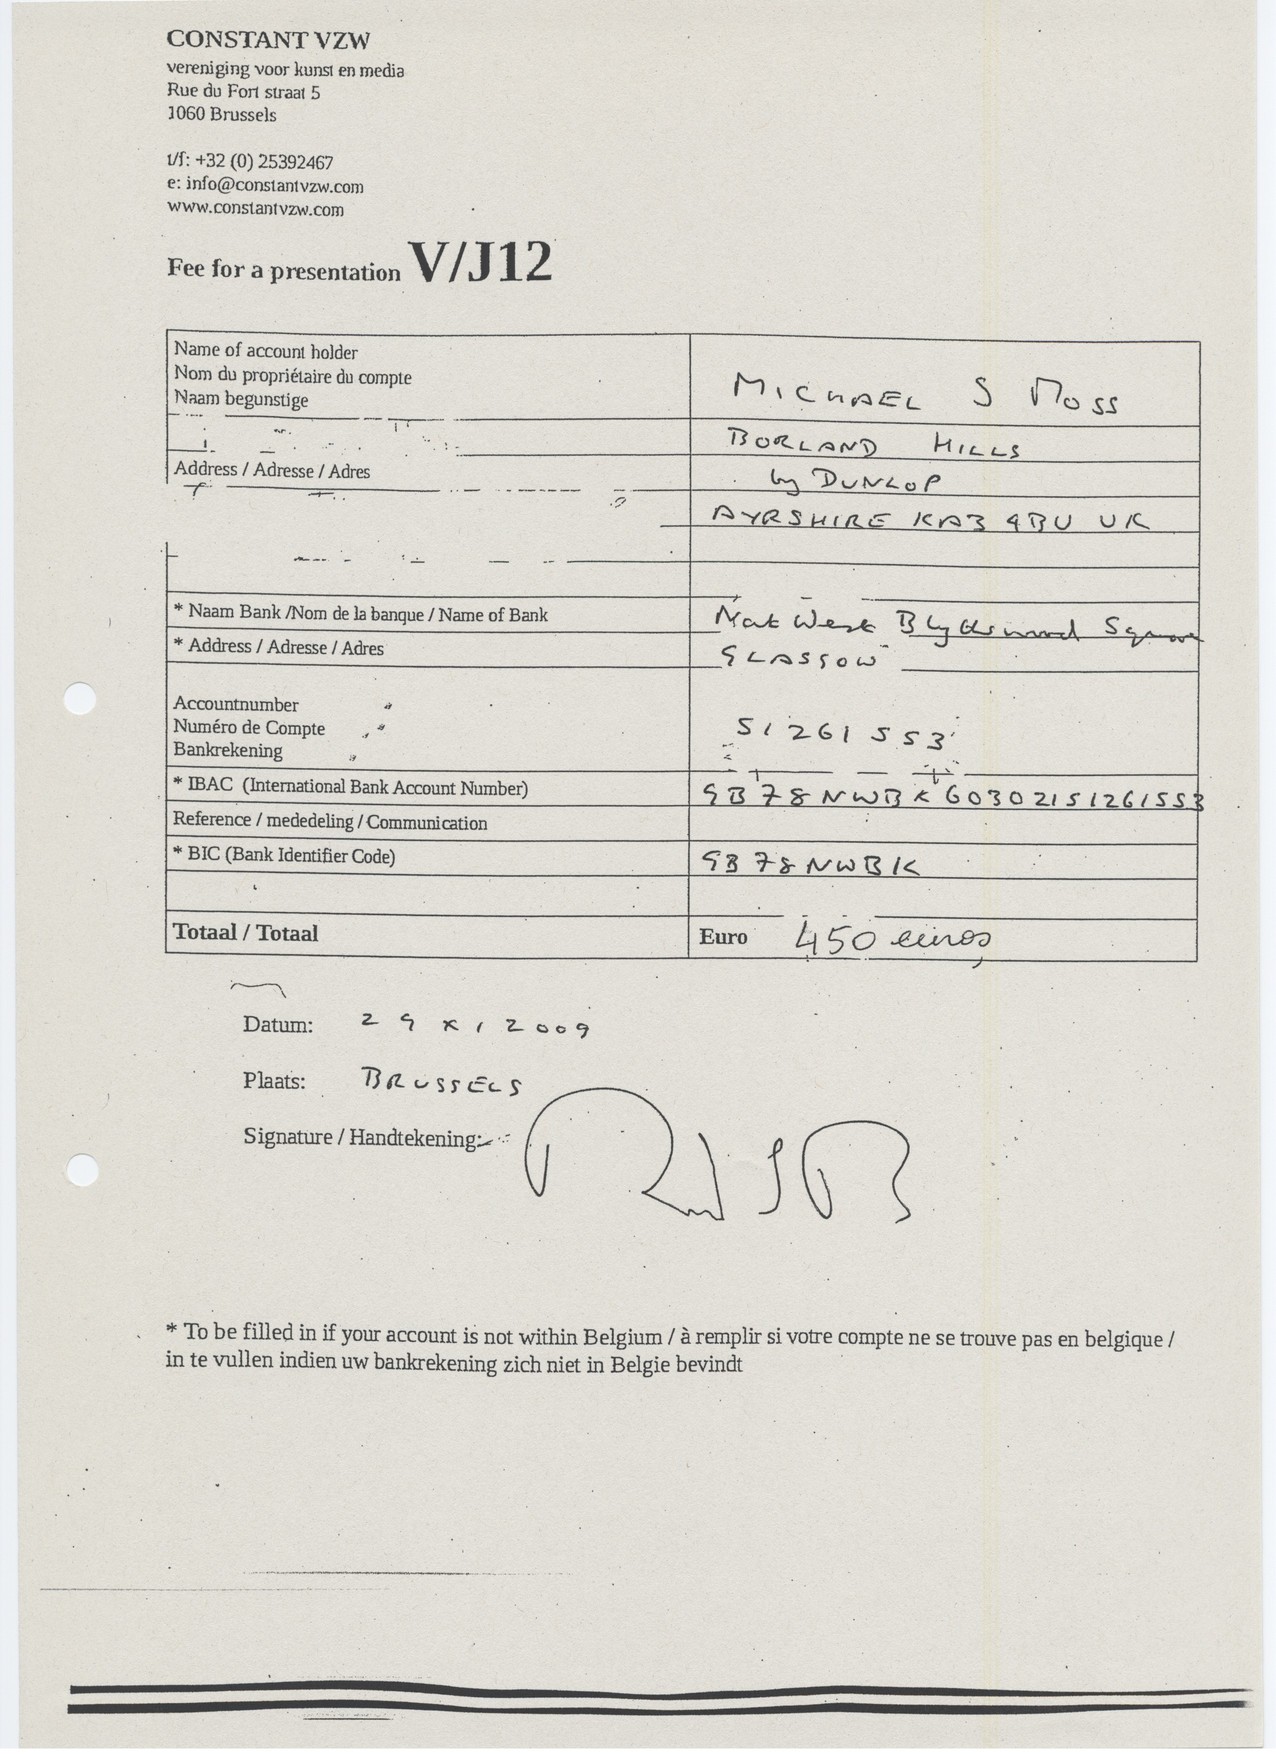 CONSTANT VZW
vereniging voor kunst en media
Rue du Fort straat 5
1060 Brussels
t/f: +32 (0) 25392467
e: info@constantvzw.com
www.constantvzw.com
Fee for a presentation V/J12
Name of account holder
Nom du propriétaire du compte
Naam begunstige
MICHAEL S MOSS
BORLAND HILLS
Address / Adresse / Adres
by DUNLOP
AYRSHIRE KA3 4BU UK
* Naam Bank /Nom de la banque / Name of Bank
Nat West Blythswood Square
* Address / Adresse / Adres
GLASGOW
Accountnumber
Numéro de Compte "
Bankrekening "
51261553
* IBAC (International Bank Account Number)
GB78NWBK60302151261553
Reference / mededeling / Communication
* BIC (Bank Identifier Code)
GB78NWBK
Totaal / Totaal
Euro 450 euros
Datum: 29 XI 2009
Plaats: BRUSSELS
Signature / Handtekening:
* To be filled in if your account is not within Belgium / à remplir si votre compte ne se trouve pas en belgique /
in te vullen indien uw bankrekening zich niet in Belgie bevindt